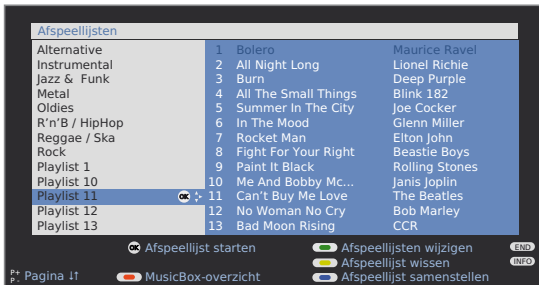 Afspeellijsten
Alternative 1 Bolero Maurice Ravel
Instrumental 2 All Night Long Lionel Richie
Jazz & Funk 3 Burn Deep Purple
Metal 4 All The Small Things Blink 182
Oldies 5 Summer In The City Joe Cocker
R'n'B / HipHop 6 In The Mood Glenn Miller
Reggae / Ska 7 Rocket Man Elton John
Rock 8 Fight For Your Right Beastie Boys
Playlist 1 9 Paint It Black Rolling Stones
Playlist 10 10 Me And Bobby Mc... Janis Joplin
Playlist 11 OK 11 Can't Buy Me Love The Beatles
Playlist 12 12 No Woman No Cry Bob Marley
Playlist 13 13 Bad Moon Rising CCR
OK Afspeellijst starten Afspeellijsten wijzigen END
Afspeellijst wissen INFO
P+ P- Pagina ↓↑ MusicBox-overzicht Afspeellijst samenstellen